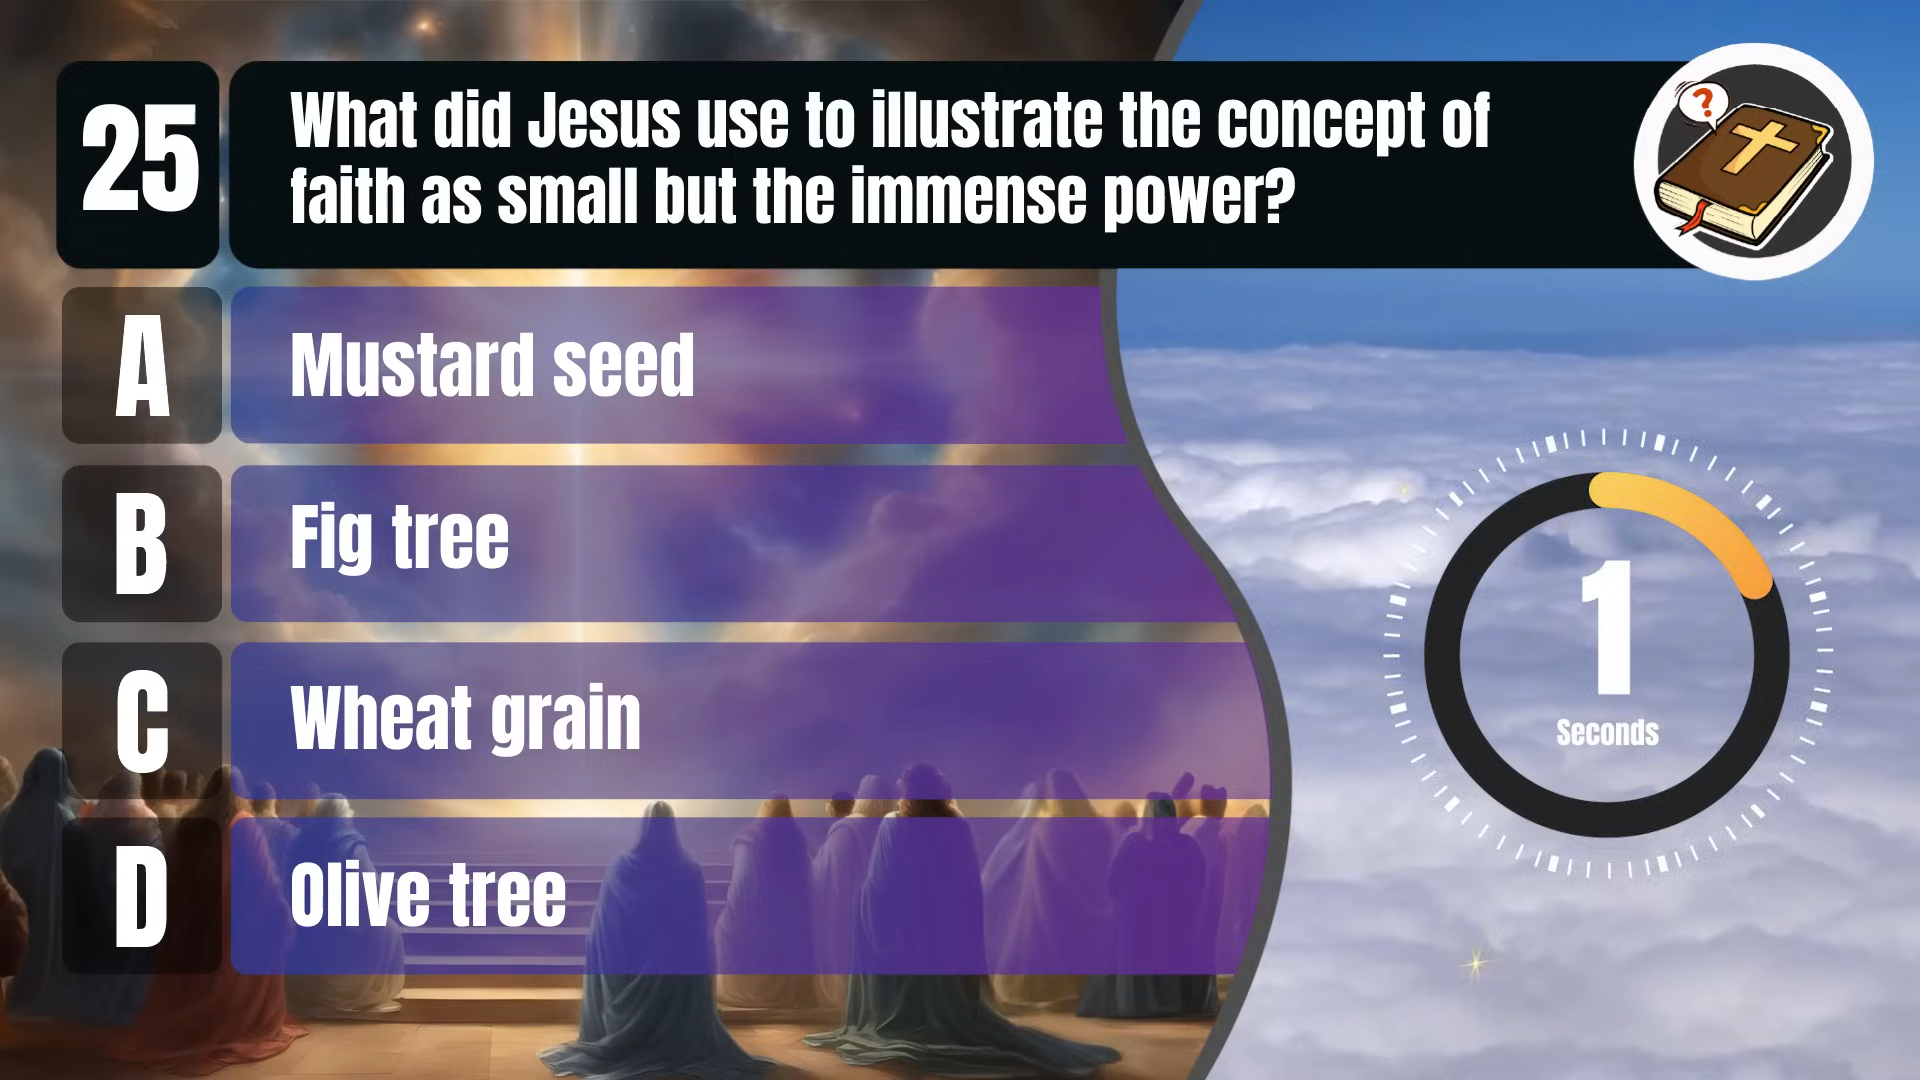 25
What did Jesus use to illustrate the concept of
faith as small but the immense power?
?
A
Mustard seed
B
Fig tree
C
Wheat grain
D
Olive tree
1
Seconds